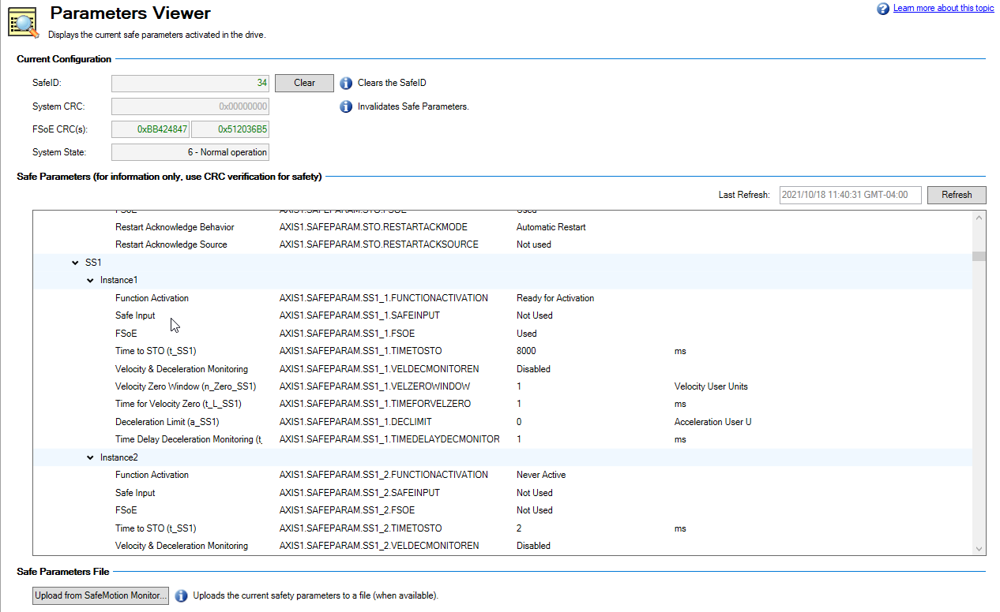 Parameters Viewer
Learn more about this topic
Displays the current safe parameters activated in the drive.
Current Configuration
SafeID: 34 Clear Clears the SafeID
System CRC: 0x00000000 Invalidates Safe Parameters.
FSoE CRC(s): 0xBB424847 0x512036B5
System State: 6 - Normal operation
Safe Parameters (for information only, use CRC verification for safety)
Last Refresh: 2021/10/18 11:40:31 GMT-04:00 Refresh
FSoE AXIS1.SAFEPARAM.STO.FSOE Used
Restart Acknowledge Behavior AXIS1.SAFEPARAM.STO.RESTARTACKMODE Automatic Restart
Restart Acknowledge Source AXIS1.SAFEPARAM.STO.RESTARTACKSOURCE Not used
SS1
Instance1
Function Activation AXIS1.SAFEPARAM.SS1_1.FUNCTIONACTIVATION Ready for Activation
Safe Input AXIS1.SAFEPARAM.SS1_1.SAFEINPUT Not Used
FSoE AXIS1.SAFEPARAM.SS1_1.FSOE Used
Time to STO (t_SS1) AXIS1.SAFEPARAM.SS1_1.TIMETOSTO 8000 ms
Velocity & Deceleration Monitoring AXIS1.SAFEPARAM.SS1_1.VELDECMONITOREN Disabled
Velocity Zero Window (n_Zero_SS1) AXIS1.SAFEPARAM.SS1_1.VELZEROWINDOW 1 Velocity User Units
Time for Velocity Zero (t_L_SS1) AXIS1.SAFEPARAM.SS1_1.TIMEFORVELZERO 1 ms
Deceleration Limit (a_SS1) AXIS1.SAFEPARAM.SS1_1.DECLIMIT 0 Acceleration User U
Time Delay Deceleration Monitoring (t_ AXIS1.SAFEPARAM.SS1_1.TIMEDELAYDECMONITOR 1 ms
Instance2
Function Activation AXIS1.SAFEPARAM.SS1_2.FUNCTIONACTIVATION Never Active
Safe Input AXIS1.SAFEPARAM.SS1_2.SAFEINPUT Not Used
FSoE AXIS1.SAFEPARAM.SS1_2.FSOE Not Used
Time to STO (t_SS1) AXIS1.SAFEPARAM.SS1_2.TIMETOSTO 2 ms
Velocity & Deceleration Monitoring AXIS1.SAFEPARAM.SS1_2.VELDECMONITOREN Disabled
Safe Parameters File
Upload from SafeMotion Monitor... Uploads the current safety parameters to a file (when available).